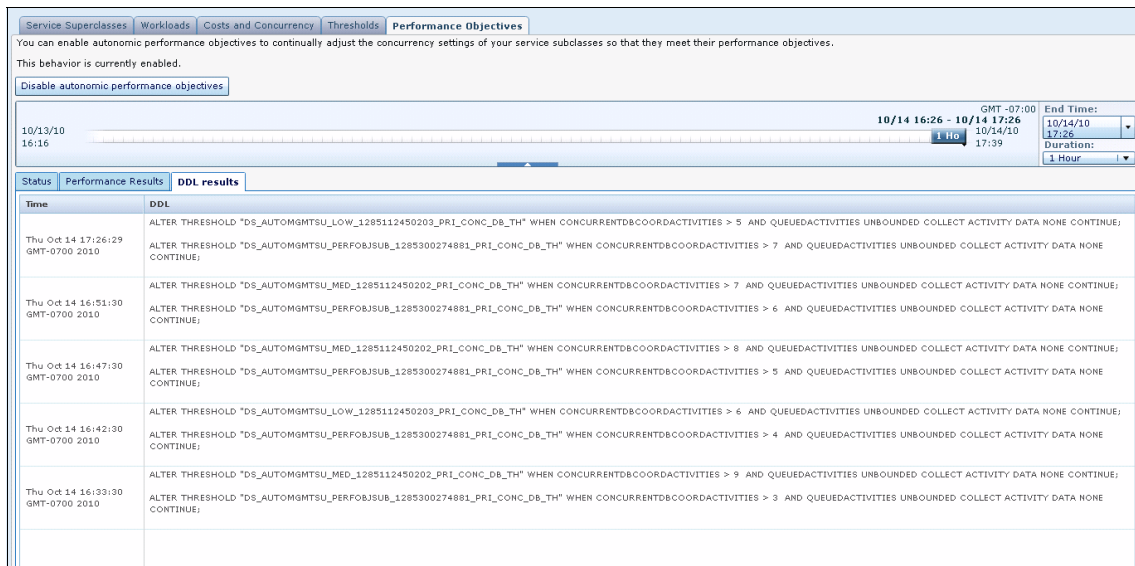 Service Superclasses Workloads Costs and Concurrency Thresholds Performance Objectives
You can enable autonomic performance objectives to continually adjust the concurrency settings of your service subclasses so that they meet their performance objectives.
This behavior is currently enabled.
Disable autonomic performance objectives
GMT -07:00
10/14 16:26 - 10/14 17:26
10/13/10
16:16
1 Ho
10/14/10
17:39
End Time:
10/14/10
17:26
Duration:
1 Hour
Status Performance Results DDL results
Time DDL
Thu Oct 14 17:26:29
GMT-0700 2010
ALTER THRESHOLD "DS_AUTOMGMTSU_LOW_1285112450203_PRI_CONC_DB_TH" WHEN CONCURRENTDBCOORDACTIVITIES > 5 AND QUEUEDACTIVITIES UNBOUNDED COLLECT ACTIVITY DATA NONE CONTINUE;
ALTER THRESHOLD "DS_AUTOMGMTSU_PERFOBJSUB_1285300274881_PRI_CONC_DB_TH" WHEN CONCURRENTDBCOORDACTIVITIES > 7 AND QUEUEDACTIVITIES UNBOUNDED COLLECT ACTIVITY DATA NONE
CONTINUE;
Thu Oct 14 16:51:30
GMT-0700 2010
ALTER THRESHOLD "DS_AUTOMGMTSU_MED_1285112450202_PRI_CONC_DB_TH" WHEN CONCURRENTDBCOORDACTIVITIES > 7 AND QUEUEDACTIVITIES UNBOUNDED COLLECT ACTIVITY DATA NONE CONTINUE;
ALTER THRESHOLD "DS_AUTOMGMTSU_PERFOBJSUB_1285300274881_PRI_CONC_DB_TH" WHEN CONCURRENTDBCOORDACTIVITIES > 6 AND QUEUEDACTIVITIES UNBOUNDED COLLECT ACTIVITY DATA NONE
CONTINUE;
Thu Oct 14 16:47:30
GMT-0700 2010
ALTER THRESHOLD "DS_AUTOMGMTSU_MED_1285112450202_PRI_CONC_DB_TH" WHEN CONCURRENTDBCOORDACTIVITIES > 8 AND QUEUEDACTIVITIES UNBOUNDED COLLECT ACTIVITY DATA NONE CONTINUE;
ALTER THRESHOLD "DS_AUTOMGMTSU_PERFOBJSUB_1285300274881_PRI_CONC_DB_TH" WHEN CONCURRENTDBCOORDACTIVITIES > 5 AND QUEUEDACTIVITIES UNBOUNDED COLLECT ACTIVITY DATA NONE
CONTINUE;
Thu Oct 14 16:42:30
GMT-0700 2010
ALTER THRESHOLD "DS_AUTOMGMTSU_LOW_1285112450203_PRI_CONC_DB_TH" WHEN CONCURRENTDBCOORDACTIVITIES > 6 AND QUEUEDACTIVITIES UNBOUNDED COLLECT ACTIVITY DATA NONE CONTINUE;
ALTER THRESHOLD "DS_AUTOMGMTSU_PERFOBJSUB_1285300274881_PRI_CONC_DB_TH" WHEN CONCURRENTDBCOORDACTIVITIES > 4 AND QUEUEDACTIVITIES UNBOUNDED COLLECT ACTIVITY DATA NONE
CONTINUE;
Thu Oct 14 16:33:30
GMT-0700 2010
ALTER THRESHOLD "DS_AUTOMGMTSU_MED_1285112450202_PRI_CONC_DB_TH" WHEN CONCURRENTDBCOORDACTIVITIES > 9 AND QUEUEDACTIVITIES UNBOUNDED COLLECT ACTIVITY DATA NONE CONTINUE;
ALTER THRESHOLD "DS_AUTOMGMTSU_PERFOBJSUB_1285300274881_PRI_CONC_DB_TH" WHEN CONCURRENTDBCOORDACTIVITIES > 3 AND QUEUEDACTIVITIES UNBOUNDED COLLECT ACTIVITY DATA NONE
CONTINUE;